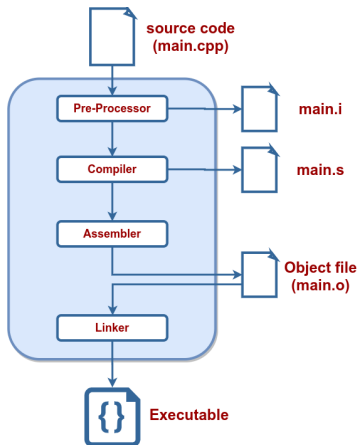 source code
(main.cpp)
Pre-Processor
main.i
Compiler
main.s
Assembler
Object file
(main.o)
Linker
{}
Executable